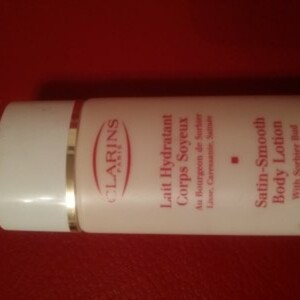 CLARINS
PARIS
Lait Hydratant
Corps Soyeux
Au Bourgeon de Sorbier
Lisse, Caressante, Satinée
Satin-Smooth
Body Lotion
With Sorbier Bud